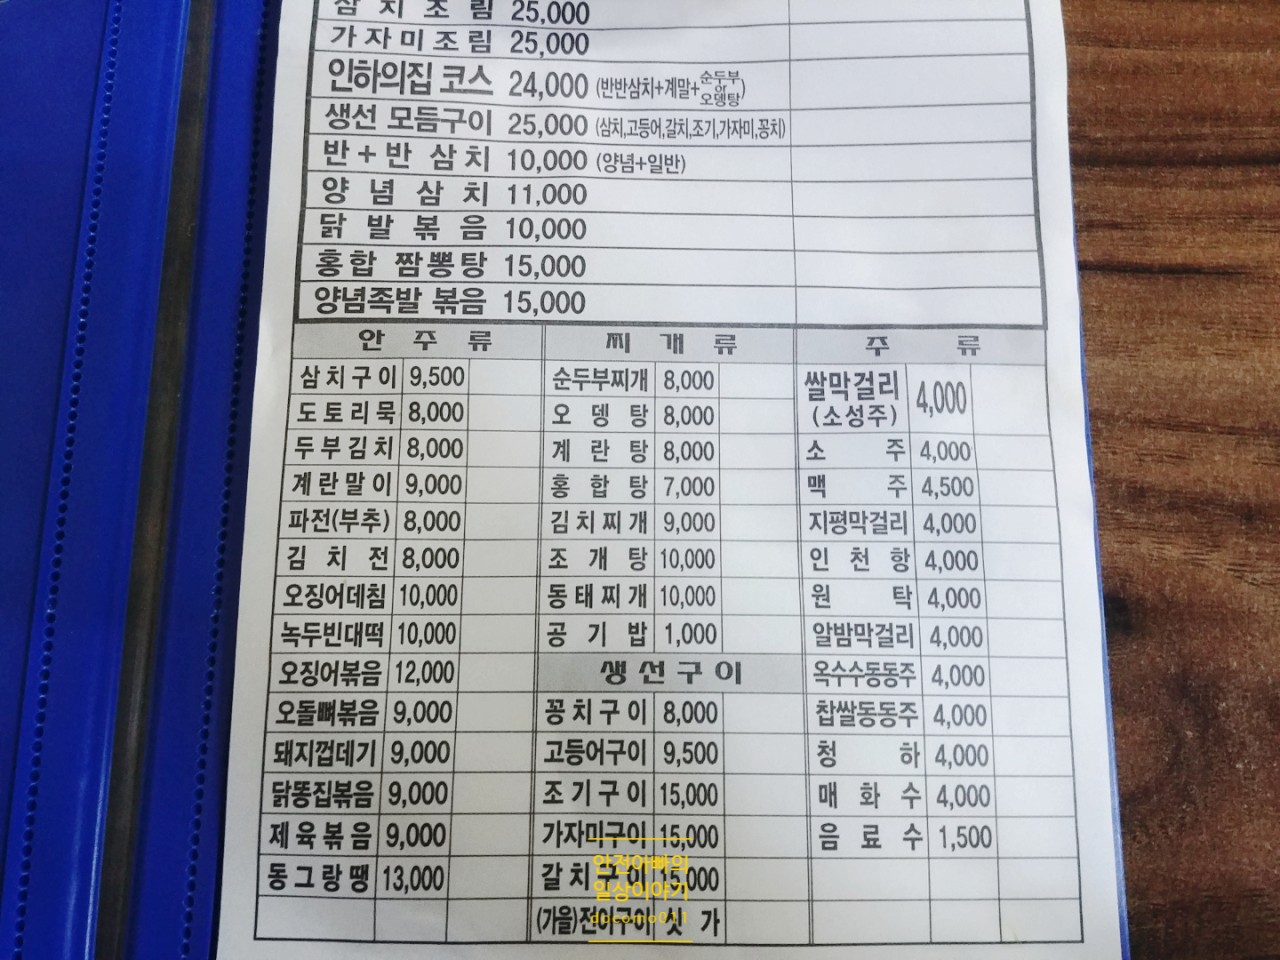 삼치조림 25,000
가자미조림 25,000
인하의집 코스 24,000 (반반삼치+계말+순두부 or 오뎅탕)
생선 모듬구이 25,000 (삼치,고등어,갈치,조기,가자미,꽁치)
반+반 삼치 10,000 (양념+일반)
양념삼치 11,000
닭발볶음 10,000
홍합짬뽕탕 15,000
양념족발 볶음 15,000
안주류 찌개류 주류
삼치구이 9,500 순두부찌개 8,000 쌀막걸리 (소성주) 4,000
도토리묵 8,000 오뎅탕 8,000
두부김치 8,000 계란탕 8,000 소주 4,000
계란말이 9,000 홍합탕 7,000 맥주 4,500
파전(부추) 8,000 김치찌개 9,000 지평막걸리 4,000
김치전 8,000 조개탕 10,000 인천항 4,000
오징어데침 10,000 동태찌개 10,000 원탁 4,000
녹두빈대떡 10,000 공기밥 1,000 알밤막걸리 4,000
오징어볶음 12,000 생선구이 옥수수동동주 4,000
오돌뼈볶음 9,000 꽁치구이 8,000 찹쌀동동주 4,000
돼지껍데기 9,000 고등어구이 9,500 청하 4,000
닭똥집볶음 9,000 조기구이 15,000 매화수 4,000
제육볶음 9,000 가자미구이 15,000 음료수 1,500
동그랑땡 13,000 갈치구이 15,000
(가을)전어구이 싯가
안전아빠의
일상이야기
docomo011